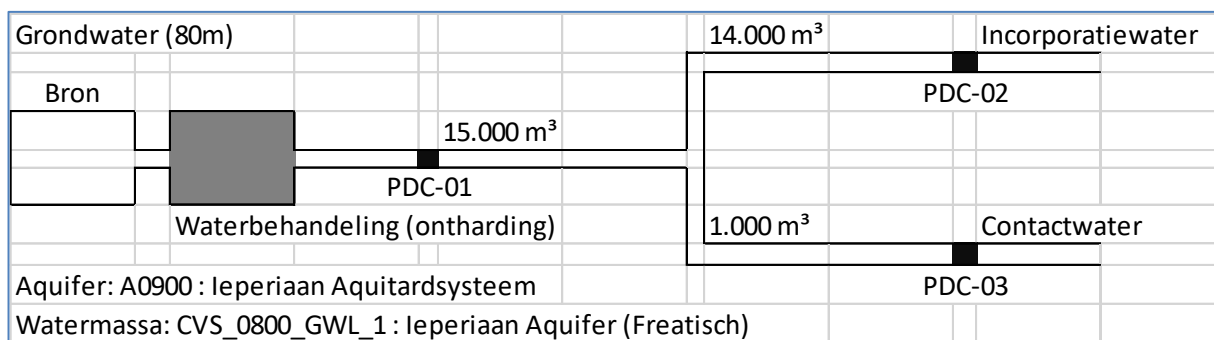 Grondwater (80m)
14.000 m³
Incorporatiewater
Bron
PDC-02
15.000 m³
PDC-01
Waterbehandeling (ontharding)
1.000 m³
Contactwater
Aquifer: A0900 : Ieperiaan Aquitardsysteem
PDC-03
Watermassa: CVS_0800_GWL_1 : Ieperiaan Aquifer (Freatisch)